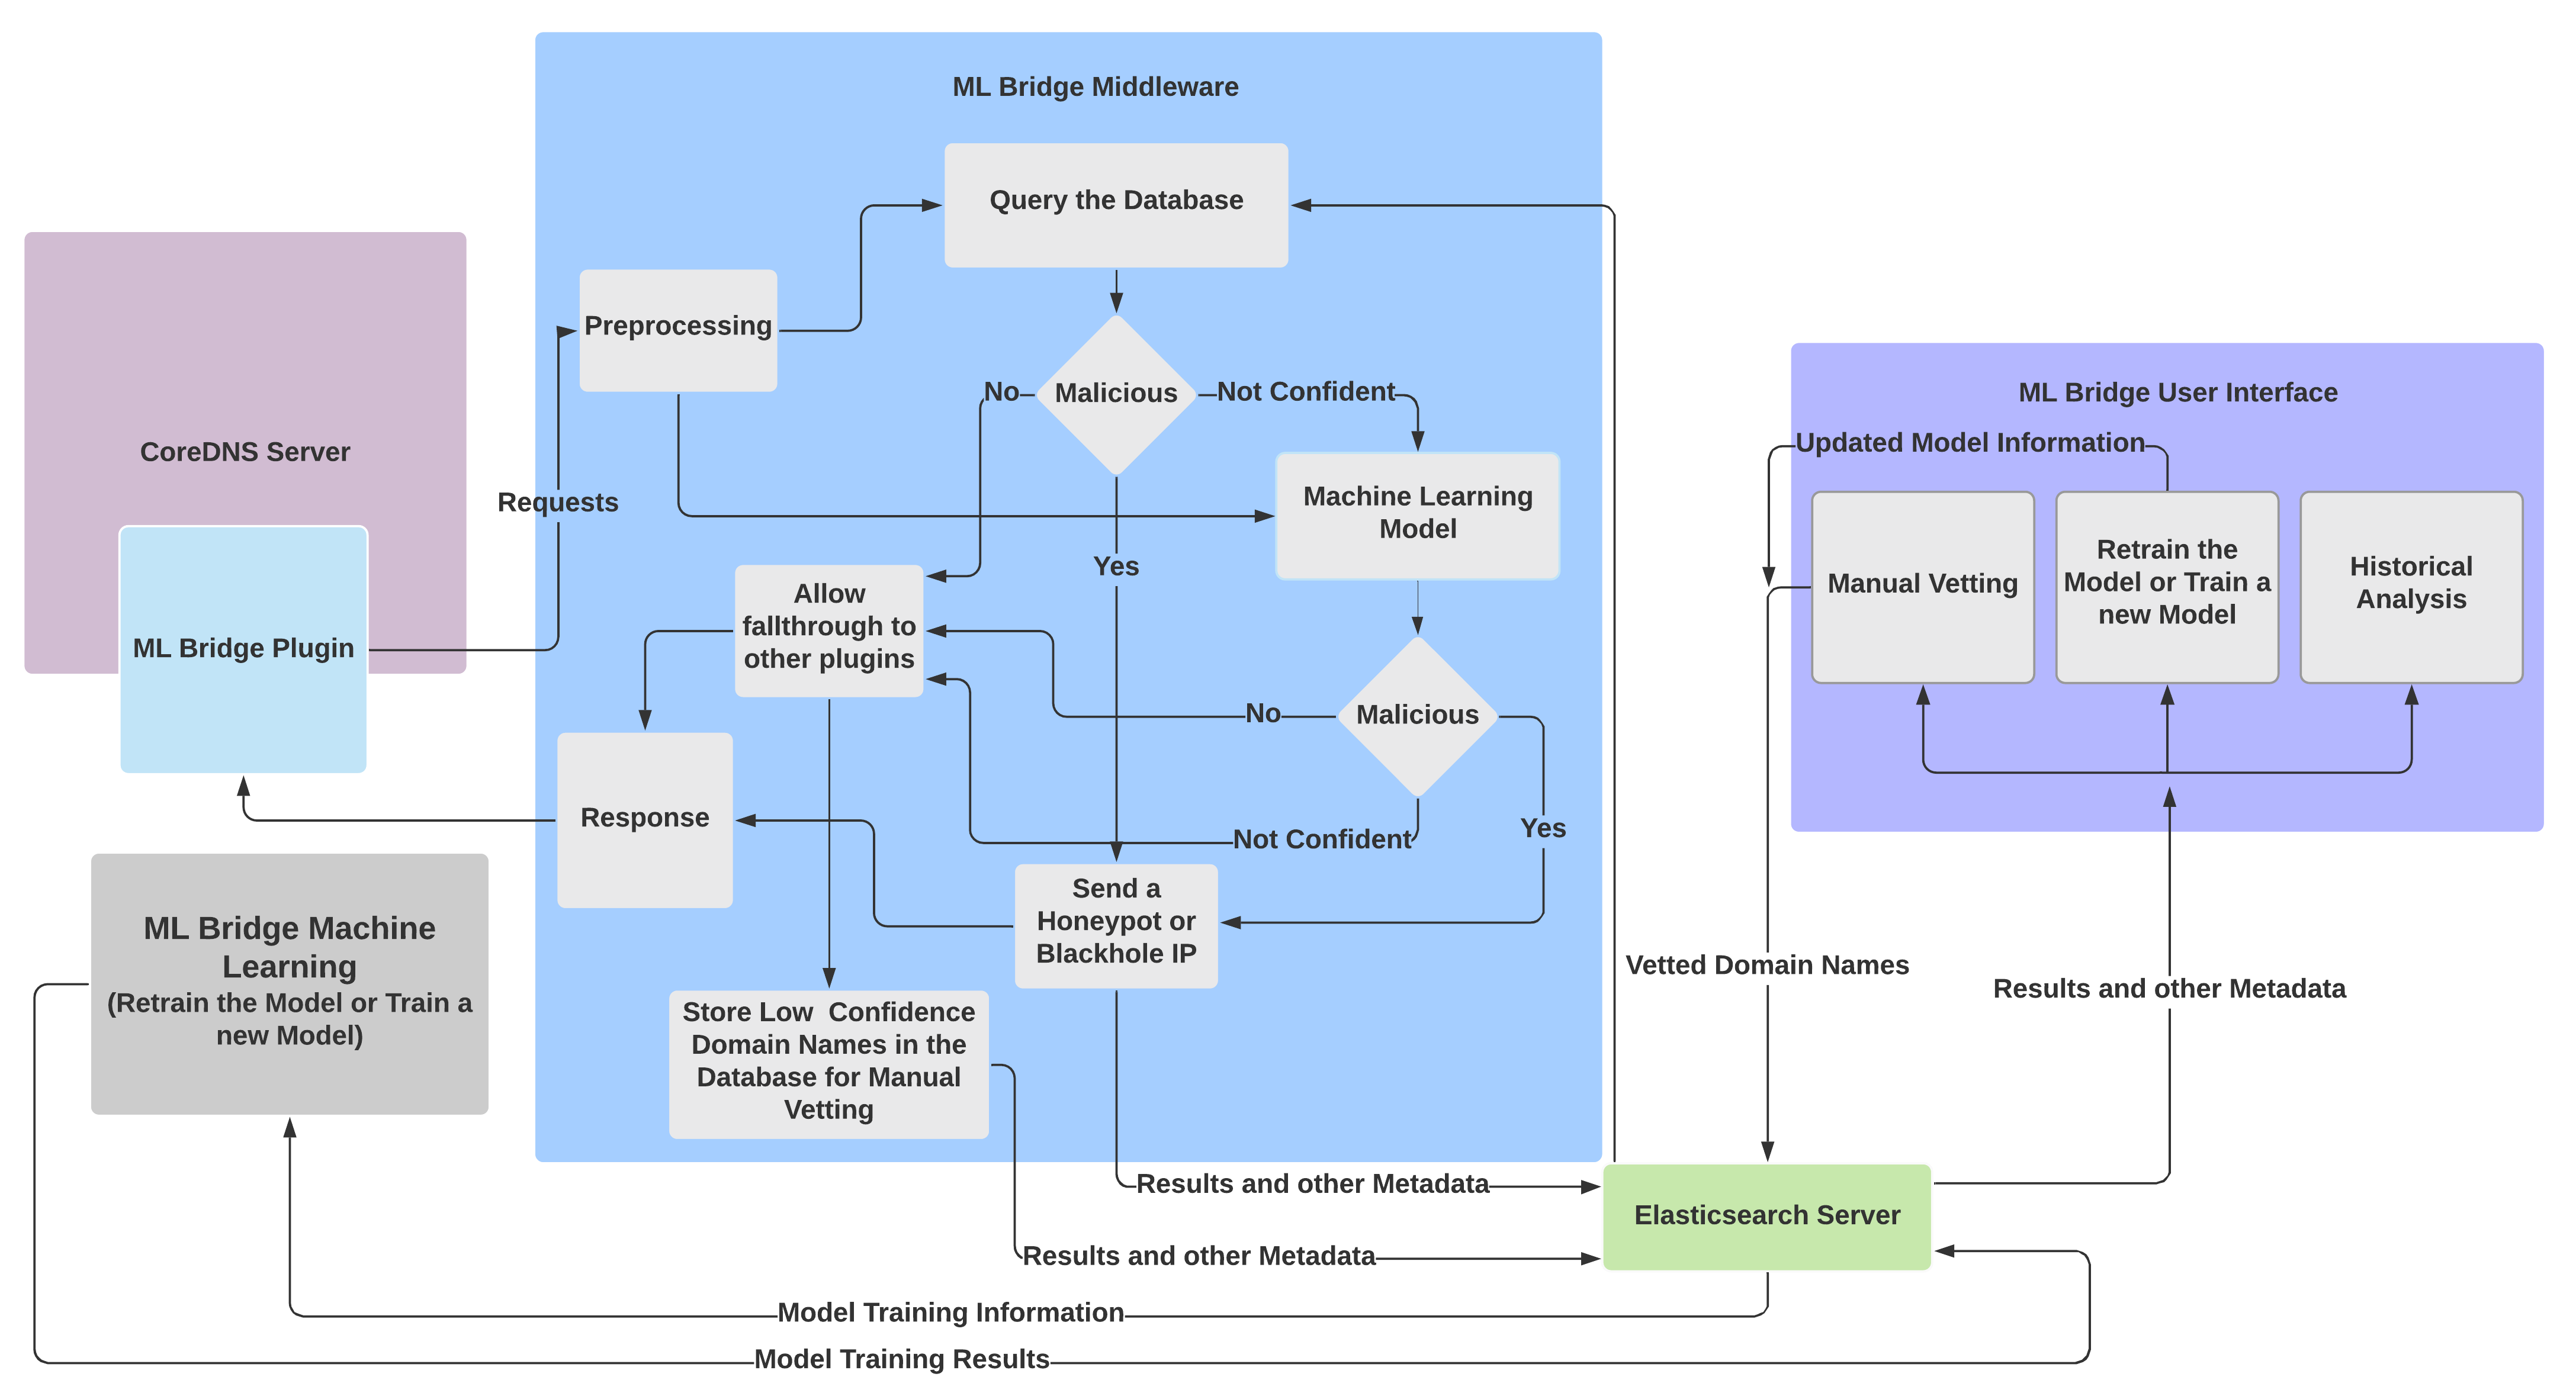 ML Bridge Middleware
Query the Database
Preprocessing
Malicious
No
Not Confident
CoreDNS Server
Requests
ML Bridge Plugin
Machine Learning
Model
Yes
Allow
fallthrough to
other plugins
Malicious
No
Not Confident
Yes
Response
Send a
Honeypot or
Blackhole IP
Store Low  Confidence
Domain Names in the
Database for Manual
Vetting
ML Bridge User Interface
Updated Model Information
Manual Vetting
Retrain the
Model or Train a
new Model
Historical
Analysis
Vetted Domain Names
Results and other Metadata
ML Bridge Machine
Learning
(Retrain the Model or Train a
new Model)
Results and other Metadata
Elasticsearch Server
Results and other Metadata
Model Training Information
Model Training Results